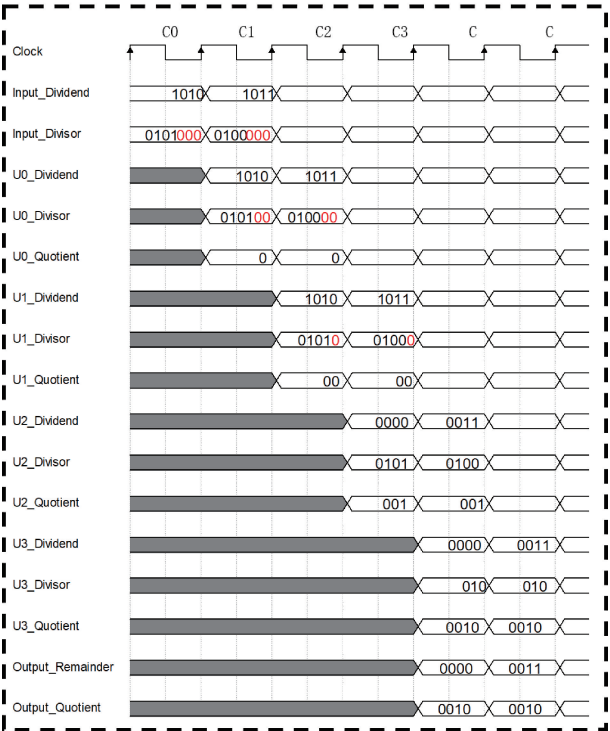 C0 C1 C2 C3 C C
Clock
Input_Dividend 1010 1011
Input_Divisor 0101000 0100000
U0_Dividend 1010 1011
U0_Divisor 010100 010000
U0_Quotient 0 0
U1_Dividend 1010 1011
U1_Divisor 01010 01000
U1_Quotient 00 00
U2_Dividend 0000 0011
U2_Divisor 0101 0100
U2_Quotient 001 001
U3_Dividend 0000 0011
U3_Divisor 010 010
U3_Quotient 0010 0010
Output_Remainder 0000 0011
Output_Quotient 0010 0010